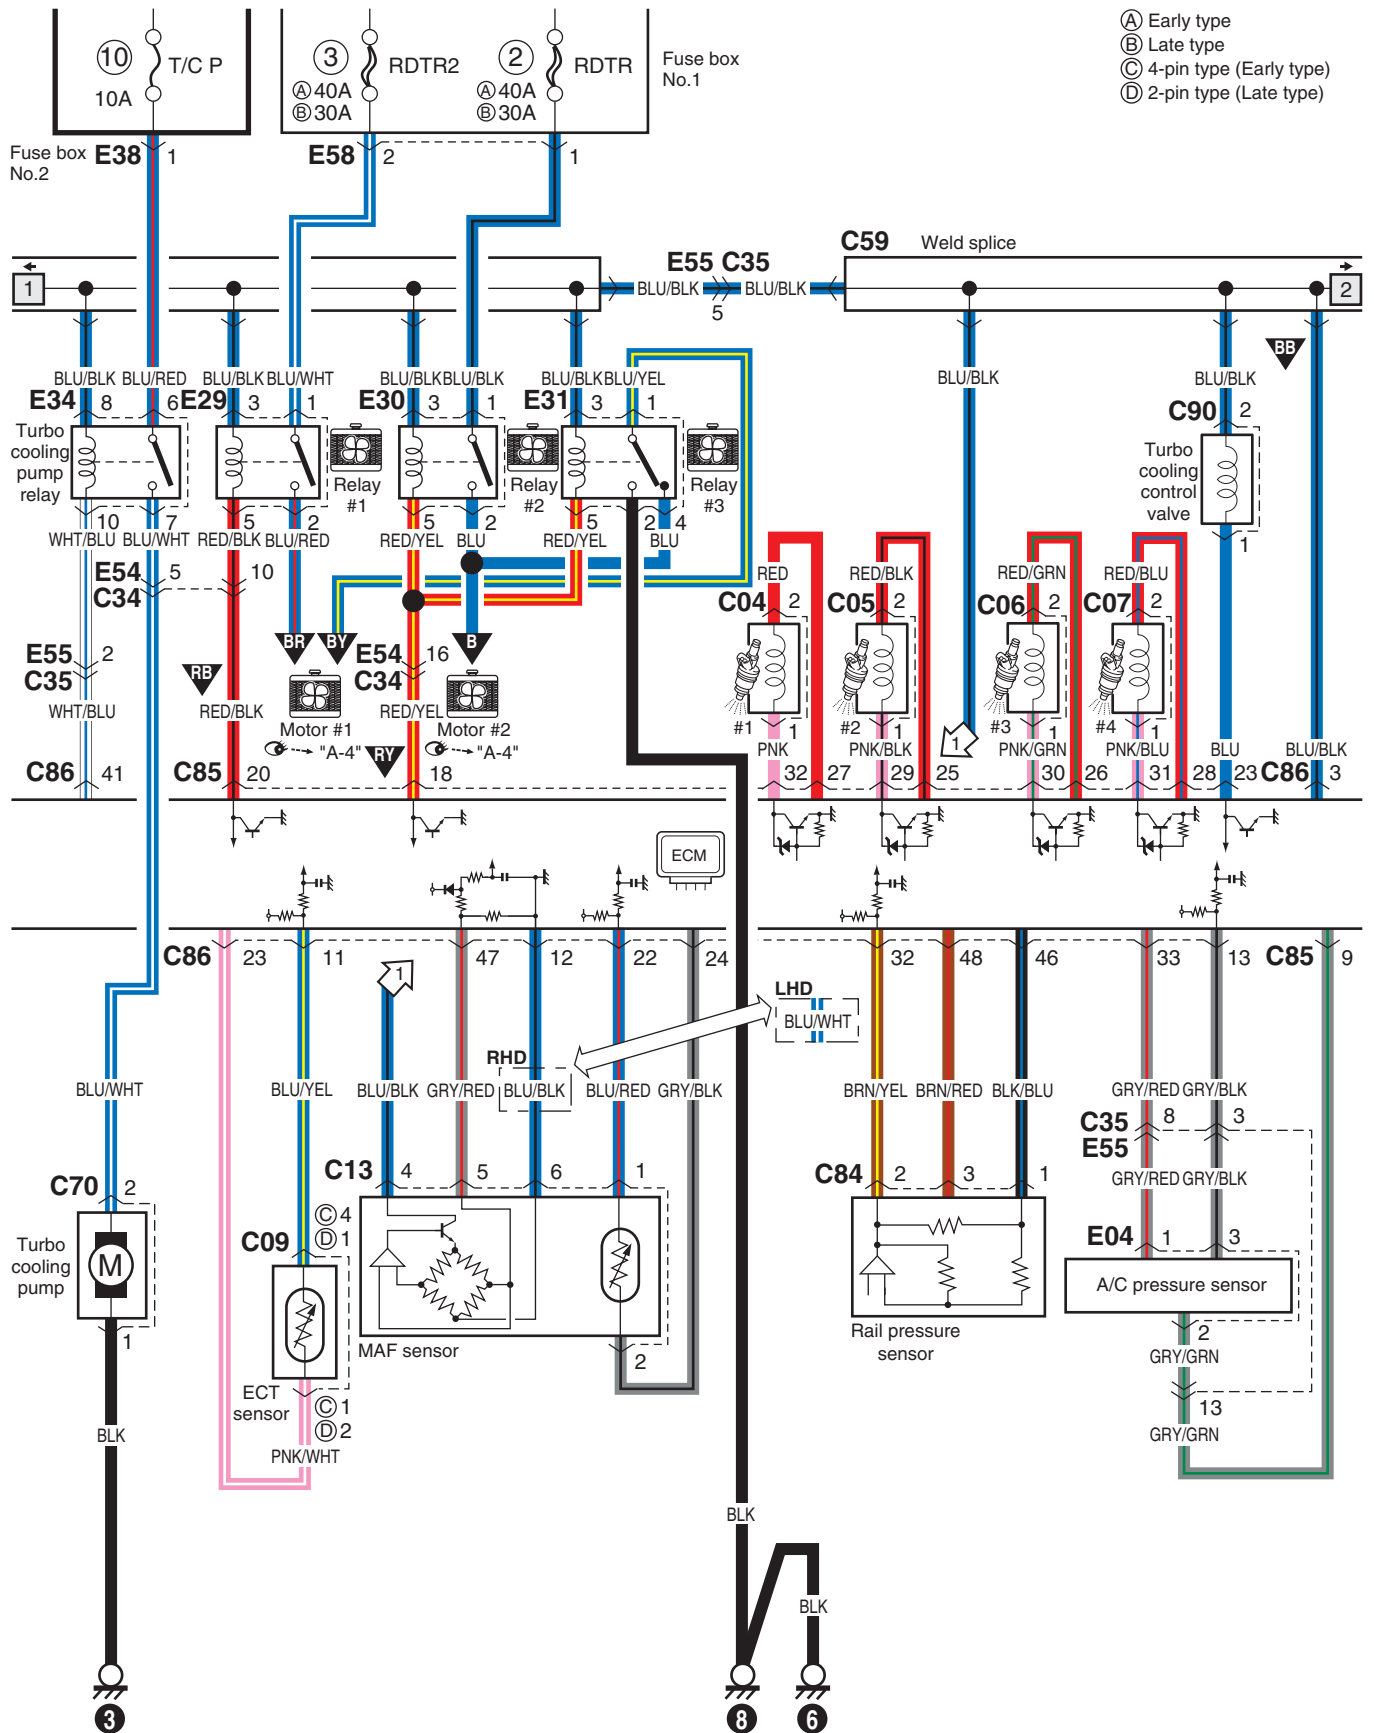 A Early type
B Late type
C 4-pin type (Early type)
D 2-pin type (Late type)
10 T/C P
10A
3 RDTR2
A 40A
B 30A
2 RDTR
A 40A
B 30A
Fuse box
No.1
Fuse box
No.2
E38 1
E58 2 1
C59 Weld splice
E55 C35
1 BLU/BLK BLU/BLK 2
5
BB
BLU/BLK BLU/RED BLU/BLK BLU/WHT BLU/BLK BLU/BLK BLU/BLK BLU/YEL BLU/BLK BLU/BLK
E34 8 6 E29 3 1 E30 3 1 E31 3 1 C90 2
Turbo
cooling
pump
relay
Relay
#1
Relay
#2
Relay
#3
Turbo
cooling
control
valve
10 7 5 2 5 2 5 2 4 1
WHT/BLU BLU/WHT RED/BLK BLU/RED RED/YEL BLU RED/YEL BLU
E54 5 10
C34
RED RED/BLK RED/GRN RED/BLU
C04 2 C05 2 C06 2 C07 2
BR BY B
E55 2
C35
RB
E54 16
C34
WHT/BLU RED/BLK RED/YEL
Motor #1
"A-4"
Motor #2
"A-4"
RY
#1 1 #2 1 #3 1 #4 1
1
PNK PNK/BLK PNK/GRN PNK/BLU BLU BLU/BLK
C86 41 C85 20 18 32 27 29 25 30 26 31 28 23 C86 3
ECM
C86 23 11 47 12 22 24 32 48 46 33 13 C85 9
1
LHD
BLU/WHT
RHD
BLU/WHT BLU/YEL BLU/BLK GRY/RED BLU/BLK BLU/RED GRY/BLK BRN/YEL BRN/RED BLK/BLU GRY/RED GRY/BLK
C35 8 3
E55
GRY/RED GRY/BLK
C13 4 5 6 1
C84 2 3 1
C70 2
C09 C 4
D 1
E04 1 3
Turbo
cooling
pump
M
A/C pressure sensor
1
MAF sensor
2
Rail pressure
sensor
2
GRY/GRN
13
GRY/GRN
ECT
sensor
C 1
D 2
PNK/WHT
BLK
BLK
BLK
3 8 6